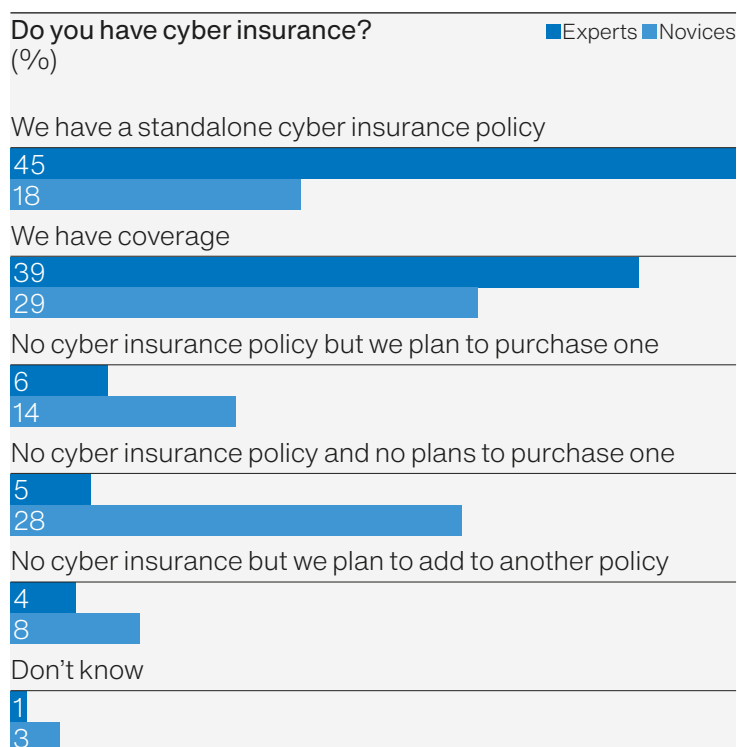 Do you have cyber insurance? Experts Novices
(%)
We have a standalone cyber insurance policy
45
18
We have coverage
39
29
No cyber insurance policy but we plan to purchase one
6
14
No cyber insurance policy and no plans to purchase one
5
28
No cyber insurance but we plan to add to another policy
4
8
Don’t know
1
3